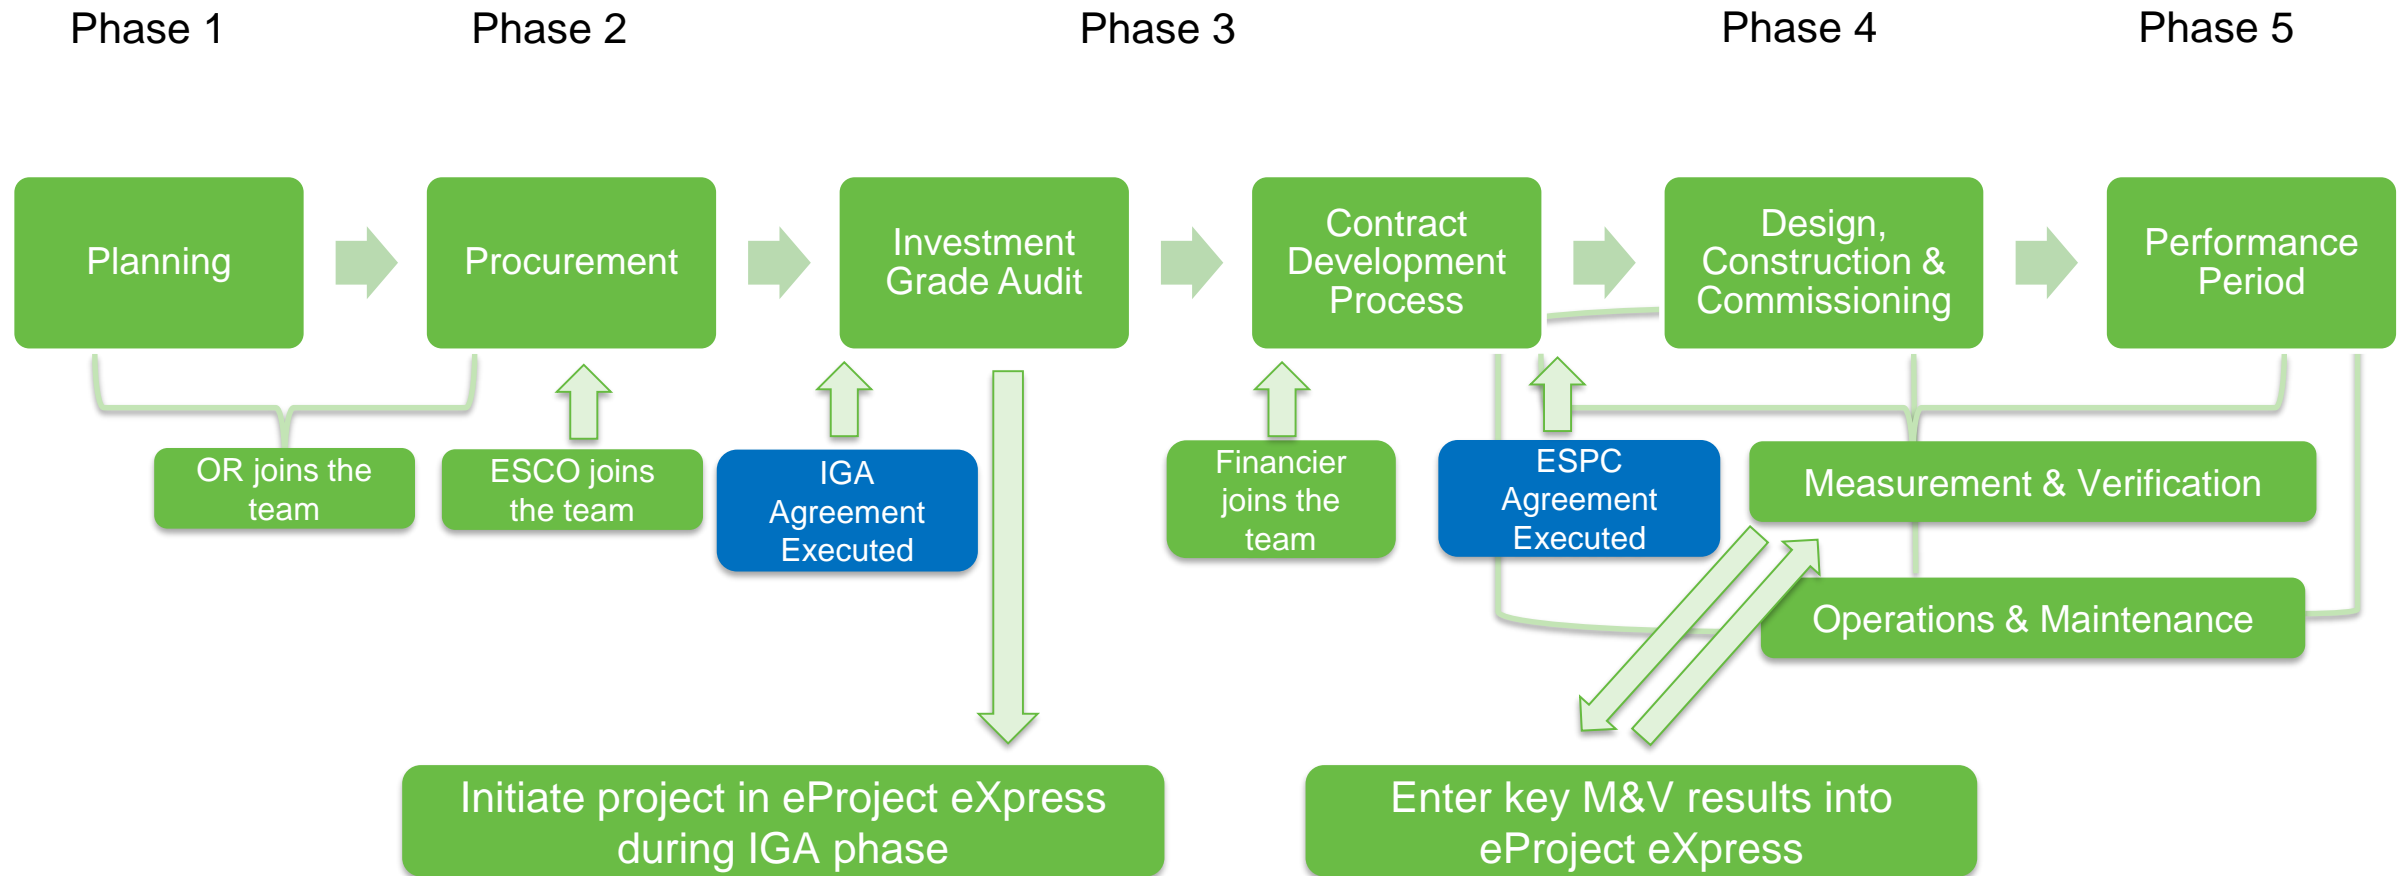 Phase 1
Phase 2
Phase 3
Phase 4
Phase 5
Planning
Procurement
Investment
Grade Audit
Contract
Development
Process
Design,
Construction &
Commissioning
Performance
Period
OR joins the
team
ESCO joins
the team
IGA
Agreement
Executed
Financier
joins the
team
ESPC
Agreement
Executed
Measurement & Verification
Operations & Maintenance
Initiate project in eProject eXpress
during IGA phase
Enter key M&V results into
eProject eXpress